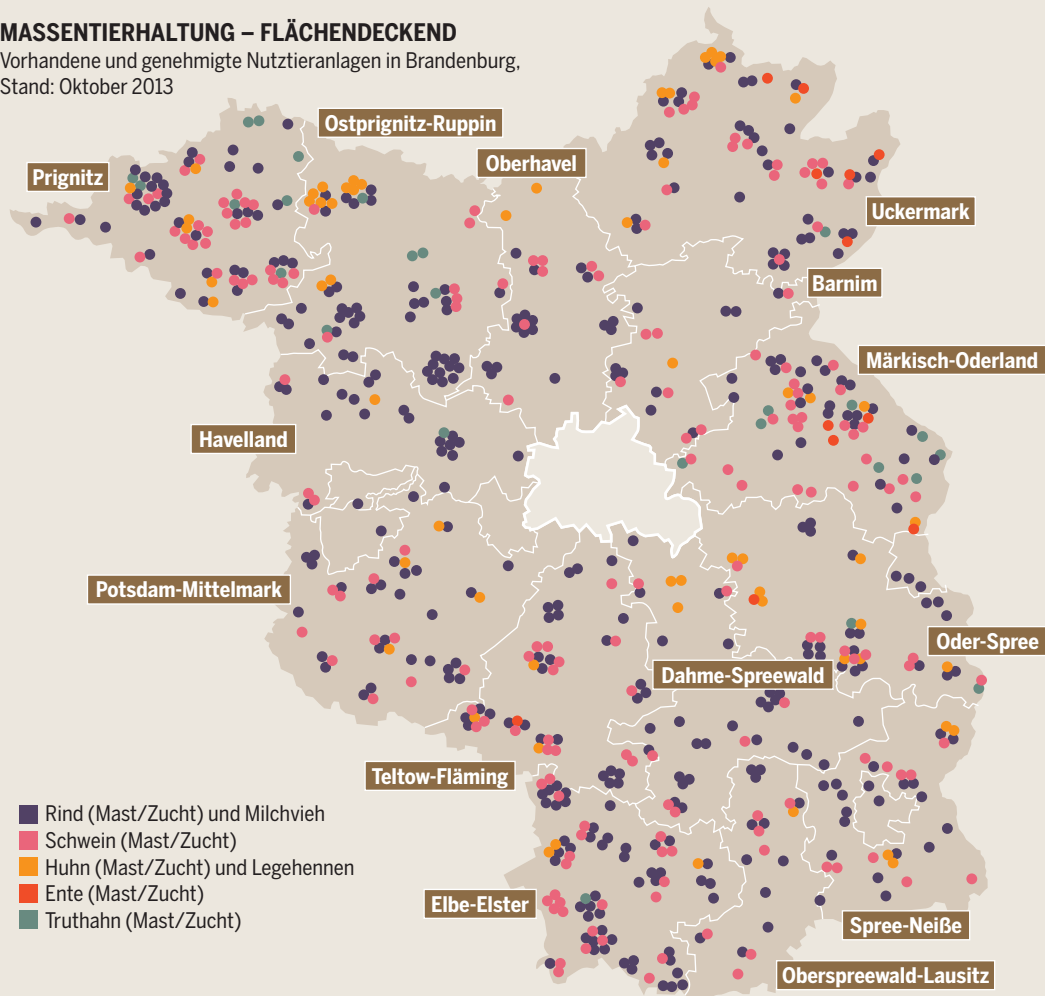 MASSENTIERHALTUNG – FLÄCHENDECKEND
Vorhandene und genehmigte Nutztieranlagen in Brandenburg,
Stand: Oktober 2013
Ostprignitz-Ruppin
Oberhavel
Prignitz
Uckermark
Barnim
Märkisch-Oderland
Havelland
Potsdam-Mittelmark
Oder-Spree
Dahme-Spreewald
Teltow-Fläming
Rind (Mast/Zucht) und Milchvieh
Schwein (Mast/Zucht)
Huhn (Mast/Zucht) und Legehennen
Ente (Mast/Zucht)
Truthahn (Mast/Zucht)
Elbe-Elster
Spree-Neiße
Oberspreewald-Lausitz